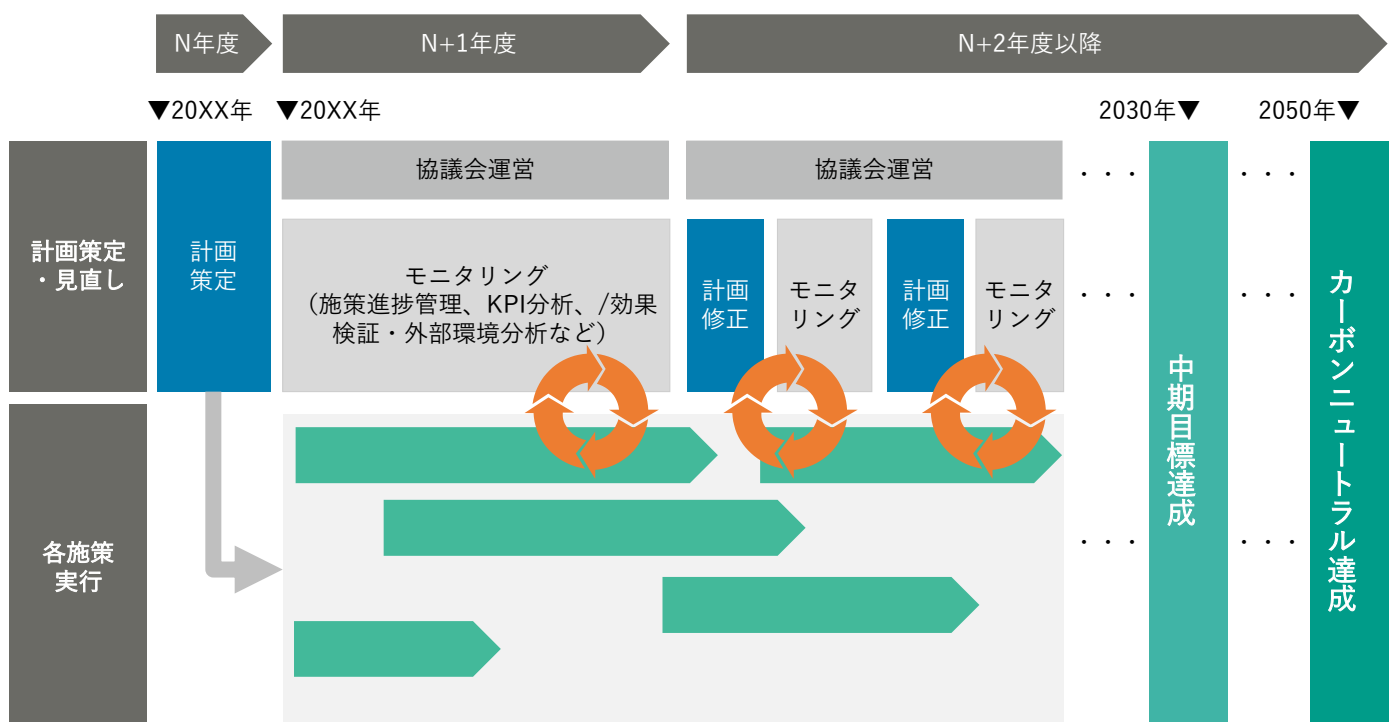 N年度
N+1年度
N+2年度以降
▼20XX年
▼20XX年
2030年▼
2050年▼
計画策定
・見直し
計画
策定
協議会運営
協議会運営
・・・
・・・
モニタリング
（施策進捗管理、KPI分析、/効果
検証・外部環境分析など）
計画
修正
モニタ
リング
計画
修正
モニタ
リング
・・・
・・・
中期目標達成
カーボンニュートラル達成
各施策
実行
・・・
・・・